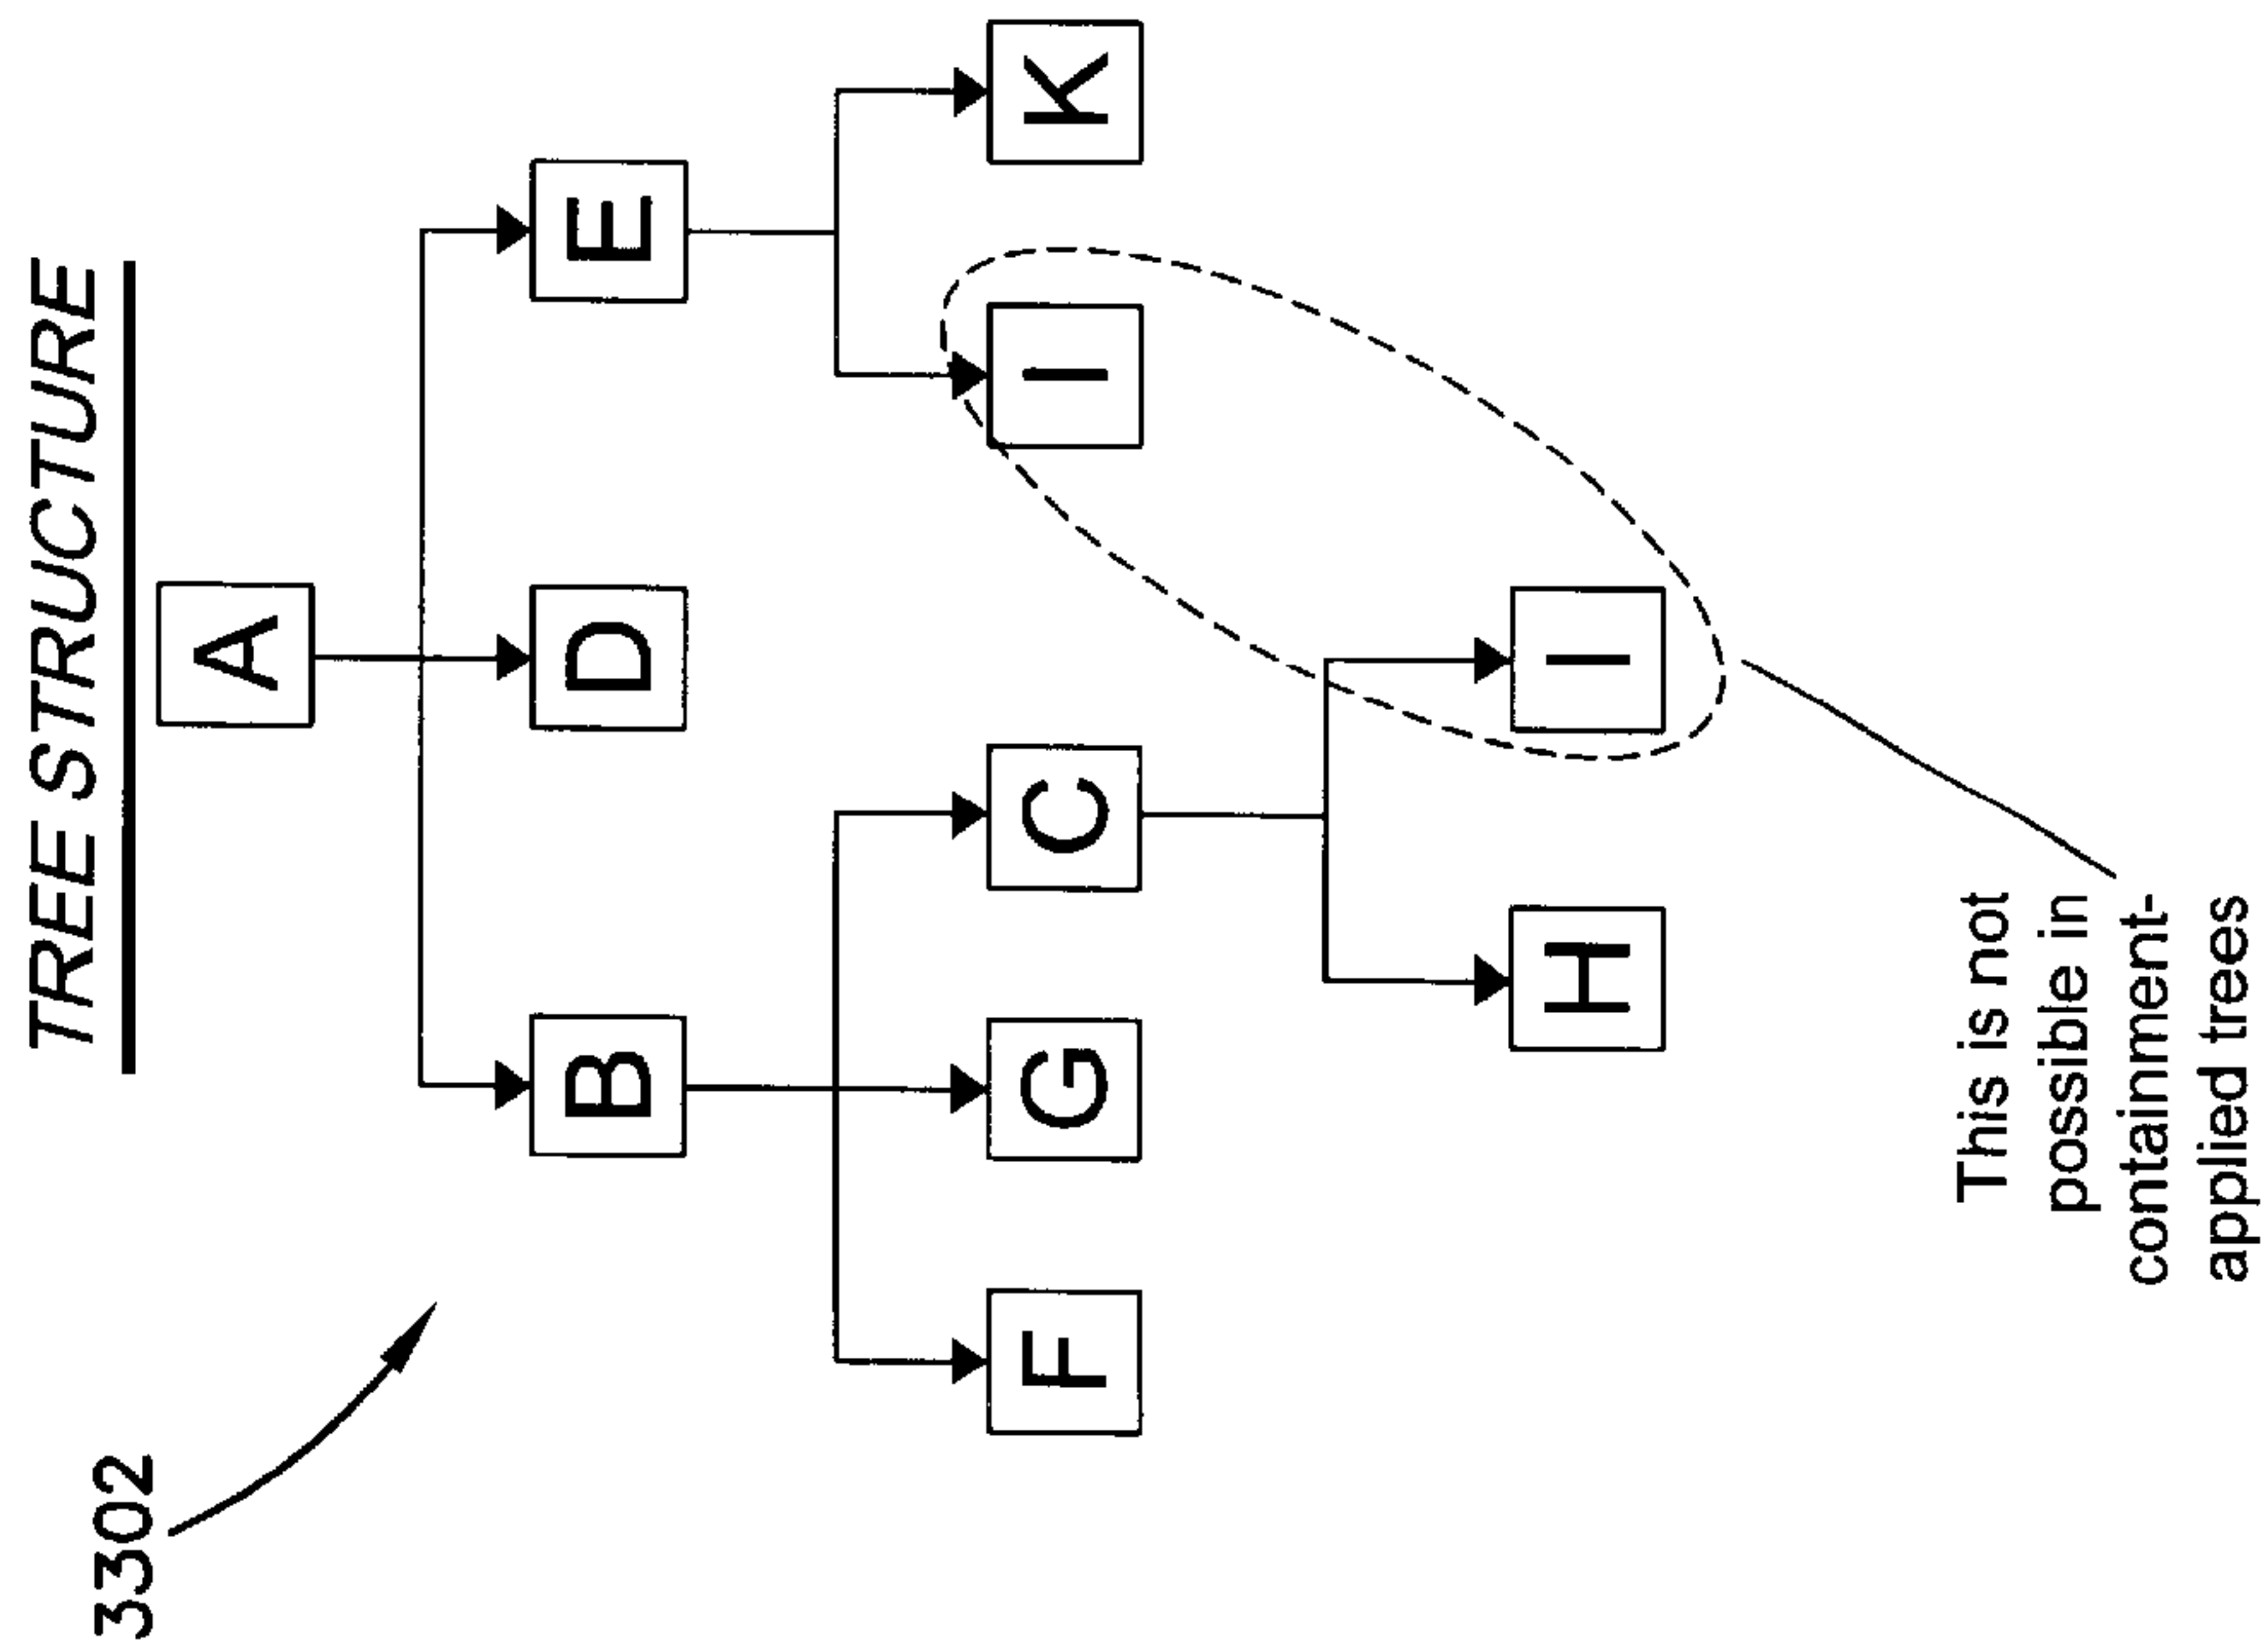 3302
TREE STRUCTURE
A
B
D
E
F
G
C
I
K
H
I
This is not
possible in
containment-
applied trees